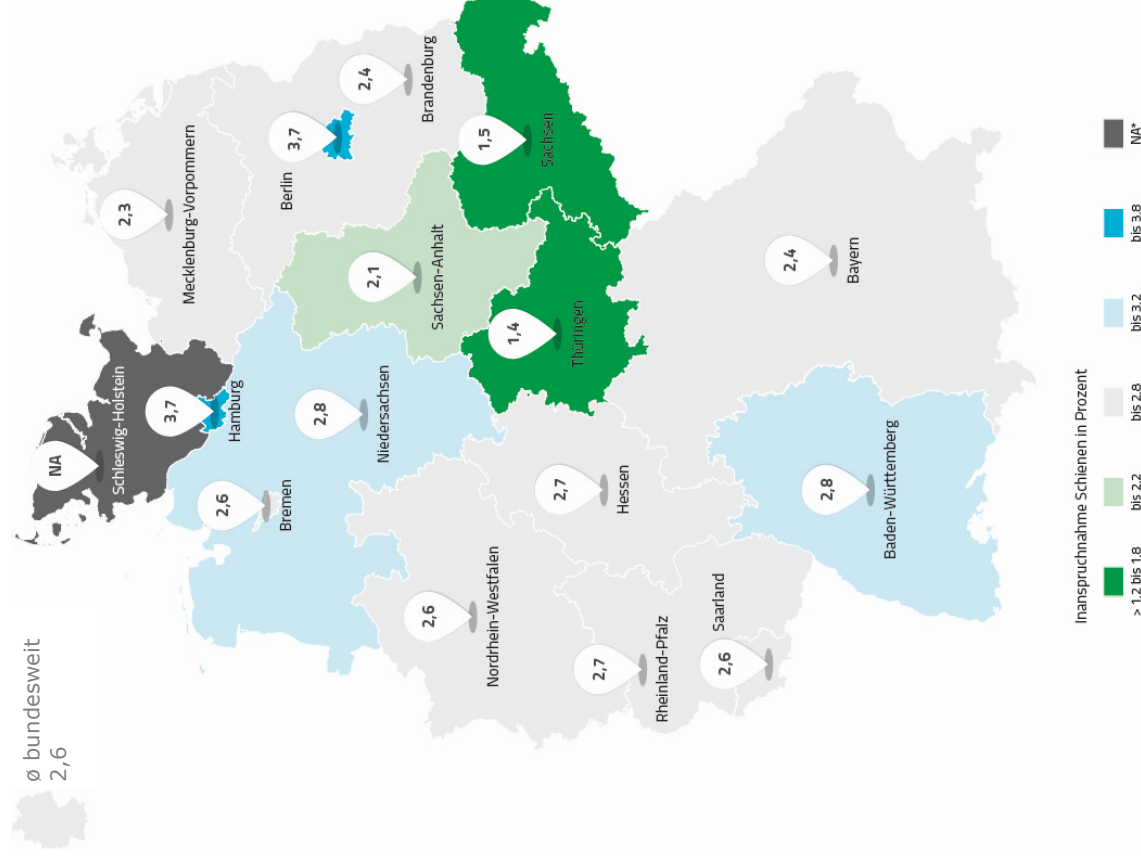 ø bundesweit
2,6
NA
Schleswig-Holstein
3,7
Hamburg
2,3
Mecklenburg-Vorpommern
2,6
Bremen
2,8
Niedersachsen
3,7
Berlin
2,4
Brandenburg
2,1
Sachsen-Anhalt
2,6
Nordrhein-Westfalen
2,7
Hessen
1,4
Thüringen
1,5
Sachsen
2,7
Rheinland-Pfalz
2,6
Saarland
2,8
Baden-Württemberg
2,4
Bayern
Inanspruchnahme Schienen in Prozent
> 1.2 bis 1.8
bis 2.2
bis 2.8
bis 3.2
bis 3.8
NA*